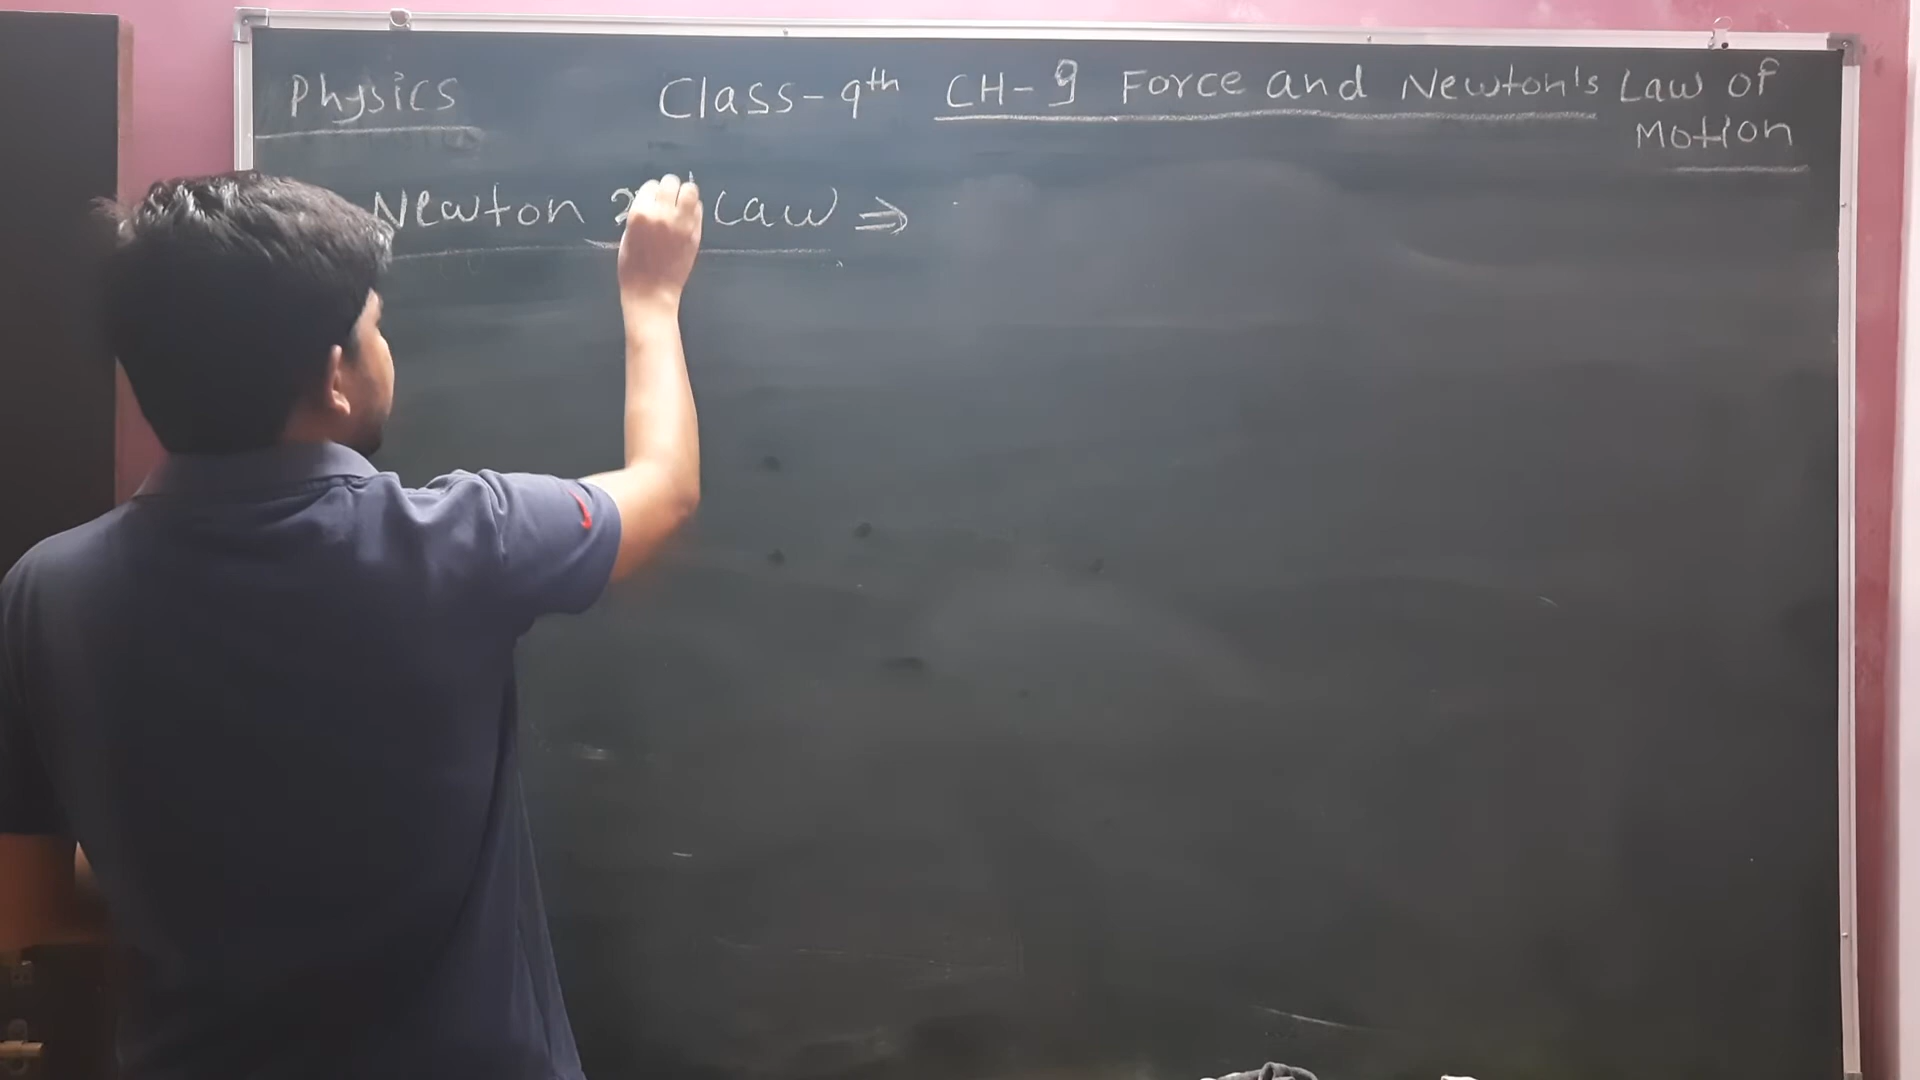 Physics Class-9th CH-9 Force and Newton's Law of
Motion
Newton Law ⇒